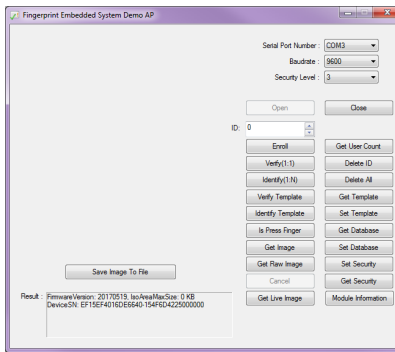 Fingerprint Embedded System Demo AP
Serial Port Number : COM3
Baudrate : 9600
Security Level : 3
Open Close
ID: 0
Enroll Get User Count
Verify(1:1) Delete ID
Identify(1:N) Delete All
Verify Template Get Template
Identify Template Set Template
Is Press Finger Get Database
Get Image Set Database
Get Raw Image Set Security
Save Image To File
Cancel Get Security
Get Live Image Module Information
Result : FirmwareVersion: 20170519, IsoAreaMaxSize: 0 KB
DeviceSN: EF15EF4016DE6640-154F6D4225000000